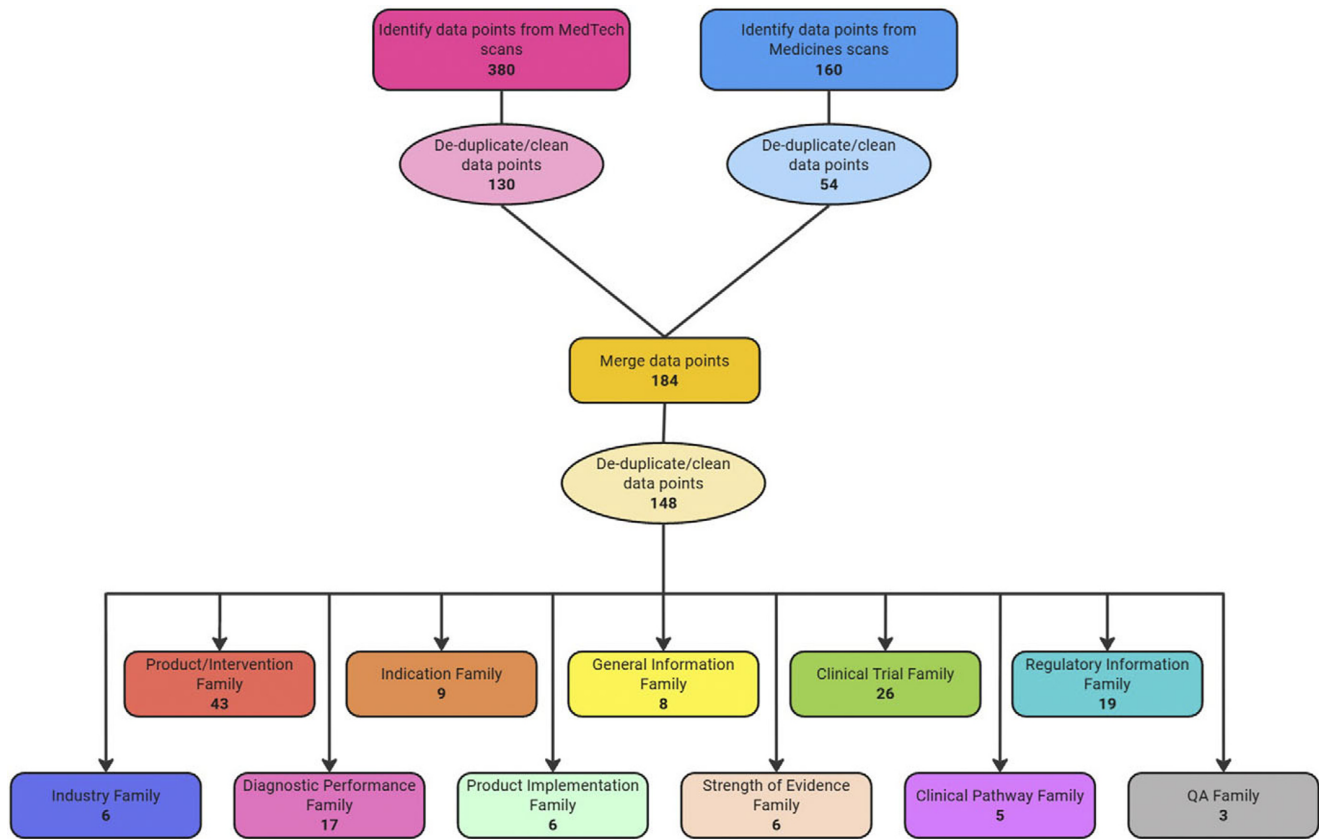 Identify data points from MedTech
scans
380
Identify data points from
Medicines scans
160
De-duplicate/clean
data points
130
De-duplicate/clean
data points
54
Merge data points
184
De-duplicate/clean
data points
148
Product/Intervention
Family
43
Indication Family
9
General Information
Family
8
Clinical Trial Family
26
Regulatory Information
Family
19
Industry Family
6
Diagnostic Performance
Family
17
Product Implementation
Family
6
Strength of Evidence
Family
6
Clinical Pathway Family
5
QA Family
3